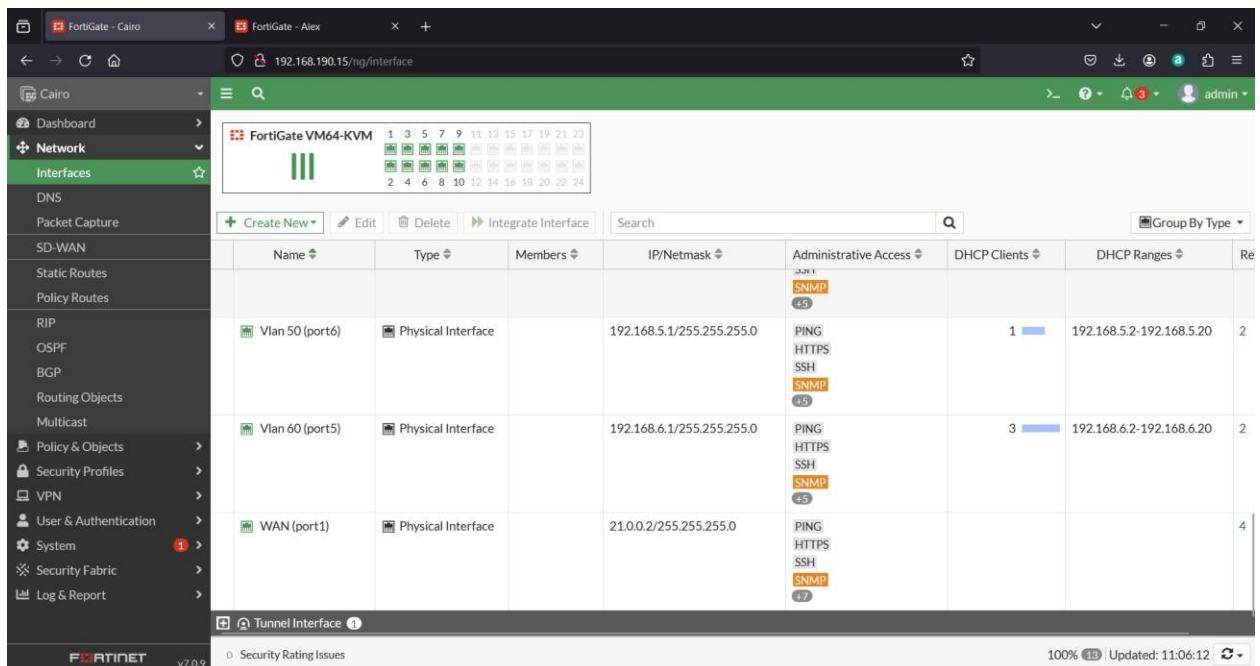 FortiGate - Cairo
FortiGate - Alex
192.168.190.15/ng/interface
Cairo
admin
3
Dashboard
Network
Interfaces
DNS
Packet Capture
SD-WAN
Static Routes
Policy Routes
RIP
OSPF
BGP
Routing Objects
Multicast
Policy & Objects
Security Profiles
VPN
User & Authentication
System 1
Security Fabric
Log & Report
FORTINET v7.0.9
FortiGate VM64-KVM
1 3 5 7 9 11 13 15 17 19 21 23
2 4 6 8 10 12 14 16 18 20 22 24
+ Create New Edit Delete Integrate Interface Search Group By Type
Name Type Members IP/Netmask Administrative Access DHCP Clients DHCP Ranges Re
SSH
SNMP
+5
Vlan 50 (port6) Physical Interface 192.168.5.1/255.255.255.0 PING 1 192.168.5.2-192.168.5.20 2
HTTPS
SSH
SNMP
+5
Vlan 60 (port5) Physical Interface 192.168.6.1/255.255.255.0 PING 3 192.168.6.2-192.168.6.20 2
HTTPS
SSH
SNMP
+5
WAN (port1) Physical Interface 21.0.0.2/255.255.255.0 PING 4
HTTPS
SSH
SNMP
+7
Tunnel Interface 1
0 Security Rating Issues 100% 13 Updated: 11:06:12